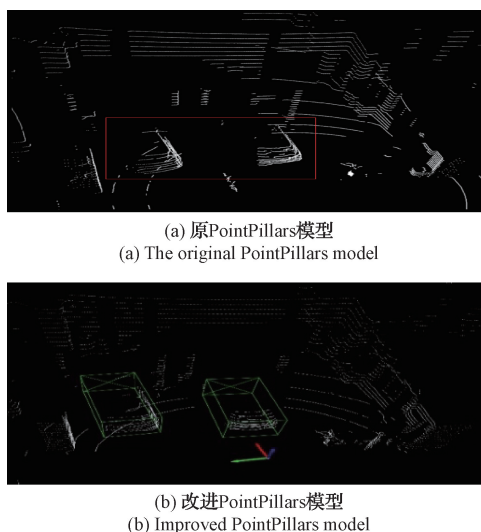 (a) 原PointPillars模型
(a) The original PointPillars model
(b) 改进PointPillars模型
(b) Improved PointPillars model